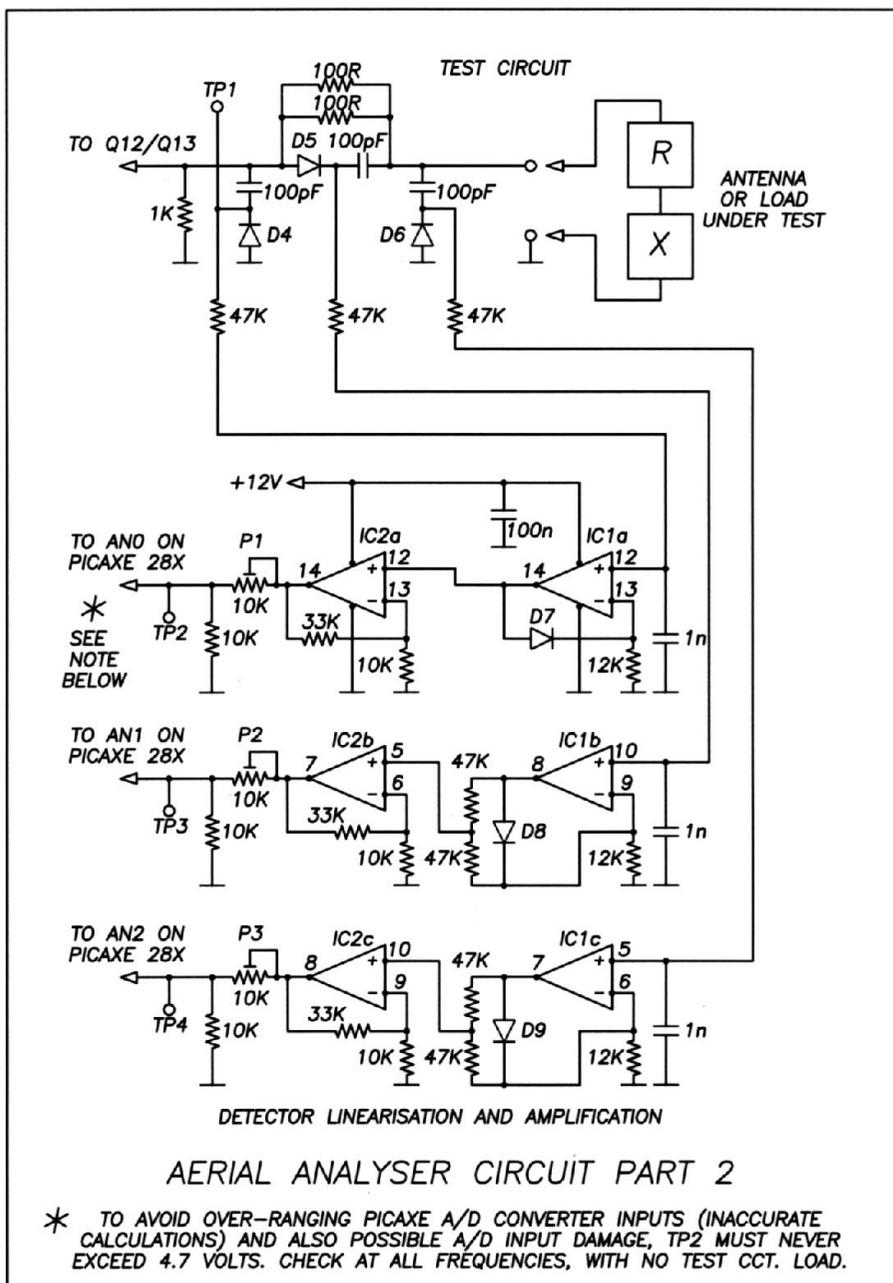 TEST CIRCUIT
100R
TP1
100R
TO Q12/Q13
D5
100pF
100pF
100pF
1K
D4
D6
R
X
ANTENNA
OR LOAD
UNDER TEST
47K
47K
47K
+12V
100n
TO AN0 ON
PICAXE 28X
P1
IC2a
IC1a
14
12
13
14
12
13
10K
TP2
10K
33K
10K
D7
12K
1n
* SEE
NOTE
BELOW
TO AN1 ON
PICAXE 28X
P2
IC2b
IC1b
7
5
6
47K
8
10
9
10K
TP3
10K
33K
10K
47K
D8
12K
1n
TO AN2 ON
PICAXE 28X
P3
IC2c
IC1c
8
10
9
47K
7
5
6
10K
TP4
10K
33K
10K
47K
D9
12K
1n
DETECTOR LINEARISATION AND AMPLIFICATION
AERIAL ANALYSER CIRCUIT PART 2
* TO AVOID OVER-RANGING PICAXE A/D CONVERTER INPUTS (INACCURATE
CALCULATIONS) AND ALSO POSSIBLE A/D INPUT DAMAGE, TP2 MUST NEVER
EXCEED 4.7 VOLTS. CHECK AT ALL FREQUENCIES, WITH NO TEST CCT. LOAD.